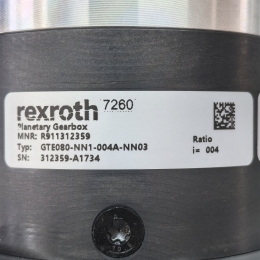 rexroth 7260
Planetary Gearbox
MNR: R911312359
Typ: GTE080-NN1-004A-NN03
SN: 312359-A1734
Ratio
i= 004